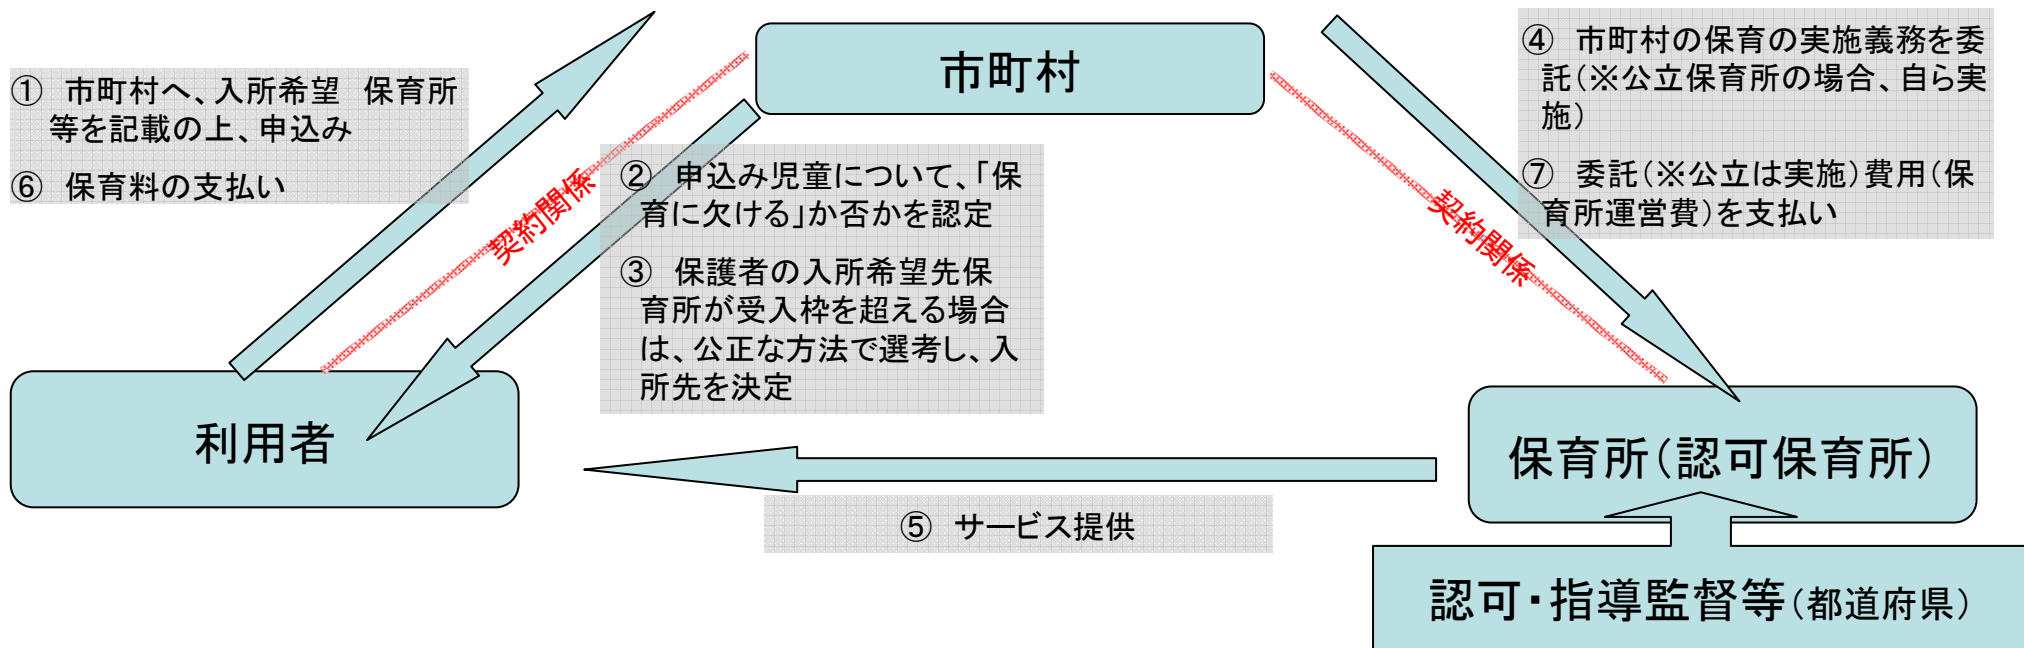 市町村
① 市町村へ、入所希望 保育所
等を記載の上、申込み
⑥ 保育料の支払い
契約関係
② 申込み児童について、「保
育に欠ける」か否かを認定
③ 保護者の入所希望先保
育所が受入枠を超える場合
は、公正な方法で選考し、入
所先を決定
契約関係
④ 市町村の保育の実施義務を委
託(※公立保育所の場合、自ら実
施)
⑦ 委託(※公立は実施)費用(保
育所運営費)を支払い
利用者
保育所(認可保育所)
⑤ サービス提供
認可・指導監督等(都道府県)